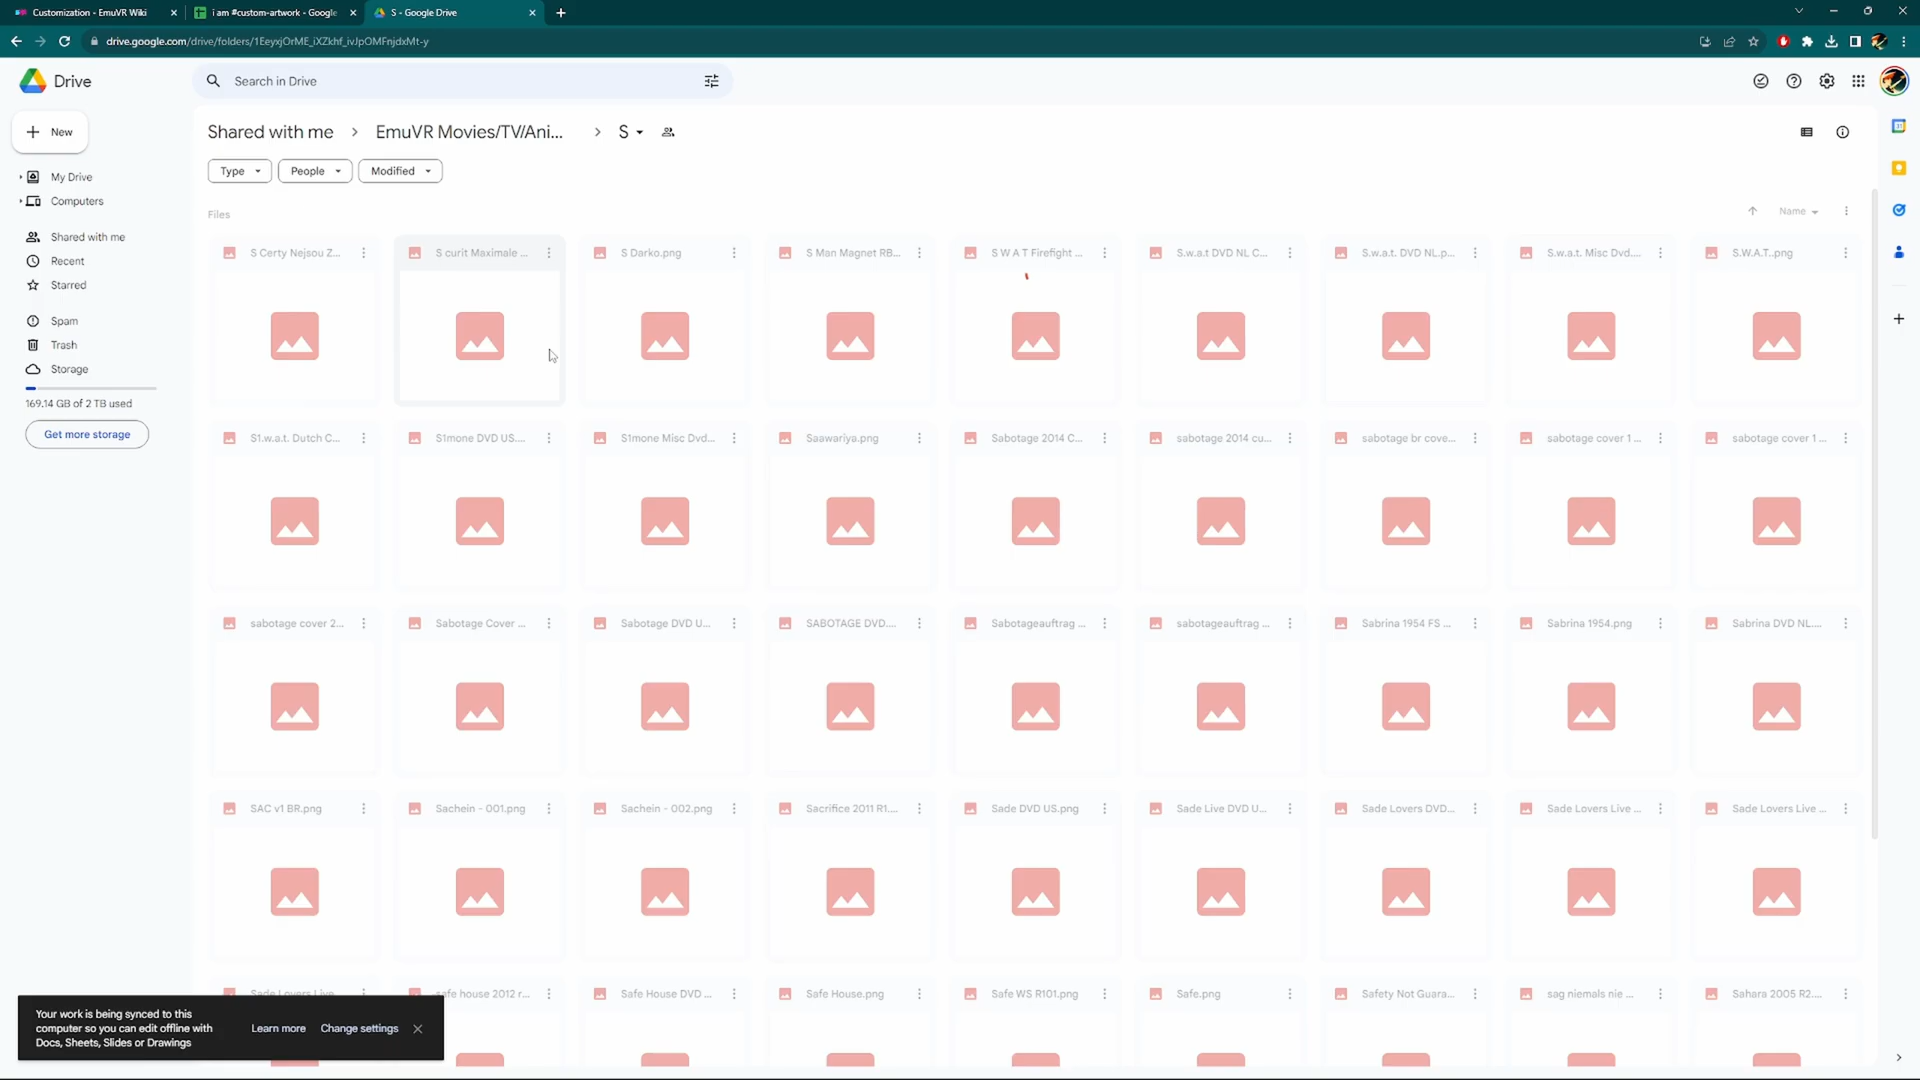 Customization - EmuVR Wiki
i am #custom-artwork - Google
S - Google Drive
drive.google.com/drive/folders/1EeyxjOrME_iXZkhf_ivJpOMFnjdxMt-y
Drive
Search in Drive
New
My Drive
Computers
Shared with me
Recent
Starred
Spam
Trash
Storage
169.14 GB of 2 TB used
Get more storage
Shared with me > EmuVR Movies/TV/Ani... > S
Type People Modified
Files
Name
S Certy Nejsou Z... S curit Maximale ... S Darko.png S Man Magnet RB... S W A T Firefight ... S.w.a.t DVD NL C... S.w.a.t. DVD NL.p... S.w.a.t. Misc Dvd.... S.W.A.T..png
S1.w.a.t. Dutch C... S1mone DVD US.... S1mone Misc Dvd... Saawariya.png Sabotage 2014 C... sabotage 2014 cu... sabotage br cove... sabotage cover 1 ... sabotage cover 1 ...
sabotage cover 2... Sabotage Cover ... Sabotage DVD U... SABOTAGE DVD.... Sabotageauftrag ... sabotageauftrag ... Sabrina 1954 FS ... Sabrina 1954.png Sabrina DVD NL....
SAC v1 BR.png Sachein - 001.png Sachein - 002.png Sacrifice 2011 R1.... Sade DVD US.png Sade Live DVD U... Sade Lovers DVD... Sade Lovers Live ... Sade Lovers Live ...
Sade Lovers Live safe house 2012 r... Safe House DVD ... Safe House.png Safe WS R101.png Safe.png Safety Not Guara... sag niemals nie ... Sahara 2005 R2....
Your work is being synced to this
computer so you can edit offline with
Docs, Sheets, Slides or Drawings
Learn more
Change settings